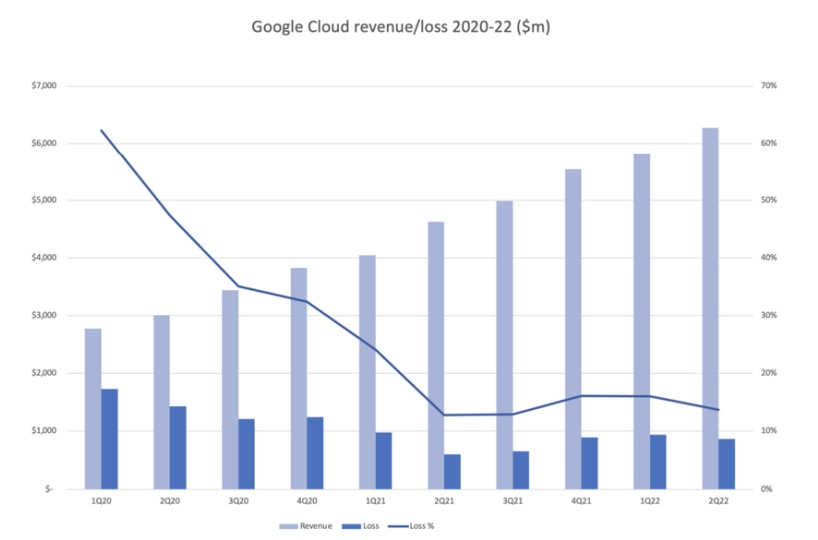 Google Cloud revenue/loss 2020-22 ($m)
$7,000 70%
$6,000 60%
$5,000 50%
$4,000 40%
$3,000 30%
$2,000 20%
$1,000 10%
$- 0%
1Q20 2Q20 3Q20 4Q20 1Q21 2Q21 3Q21 4Q21 1Q22 2Q22
Revenue Loss Loss %